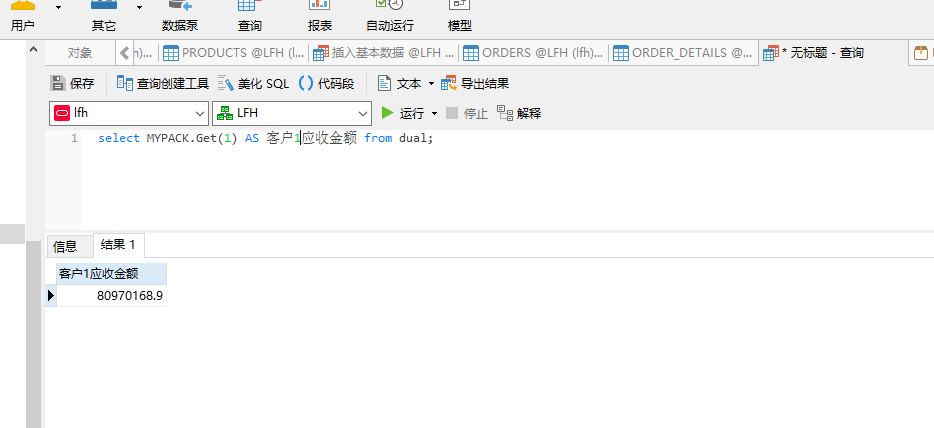 用户 其它 数据泵 查询 报表 自动运行 模型
对象 h)... PRODUCTS @LFH (l... 插入基本数据 @LFH ... ORDERS @LFH (lfh)... ORDER_DETAILS @... * 无标题 - 查询
保存 查询创建工具 美化 SQL () 代码段 文本 导出结果
lfh LFH 运行 停止 解释
1 select MYPACK.Get(1) AS 客户1应收金额 from dual;
信息 结果 1
客户1应收金额
80970168.9